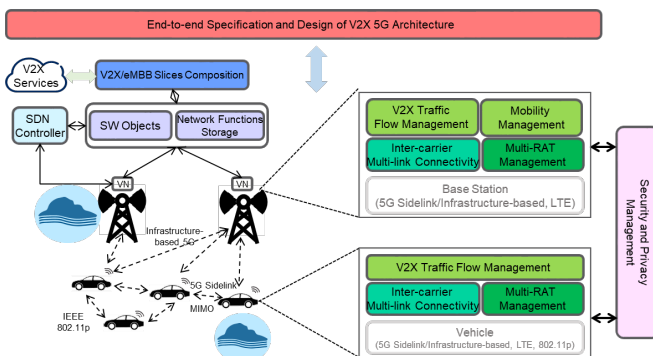 End-to-end Specification and Design of V2X 5G Architecture
V2X
Services
V2X/eMBB Slices Composition
SDN
Controller
SW Objects
Network Functions
Storage
VN
VN
Infrastructure-
based 5G
5G Sidelink
MIMO
IEEE
802.11p
V2X Traffic
Flow Management
Mobility
Management
Inter-carrier
Multi-link Connectivity
Multi-RAT
Management
Base Station
(5G Sidelink/Infrastructure-based, LTE)
V2X Traffic Flow Management
Inter-carrier
Multi-link Connectivity
Multi-RAT
Management
Vehicle
(5G Sidelink/Infrastructure-based, LTE, 802.11p)
Security and Privacy
Management